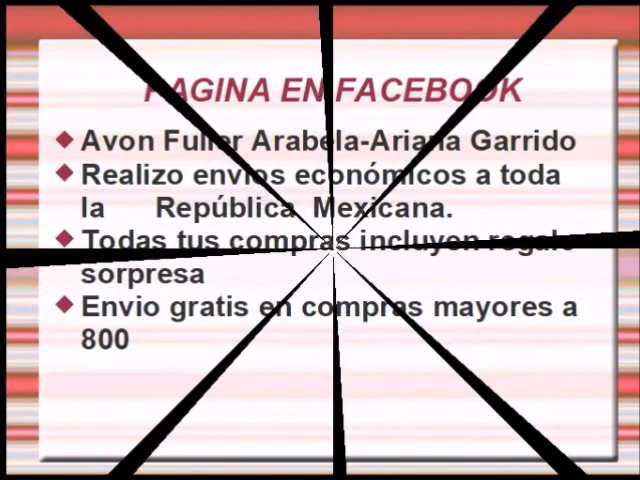 PAGINA EN FACEBOOK
Avon Fuller Arabela-Ariana Garrido
Realizo envios económicos a toda
la República Mexicana.
Todas tus compras incluyen regalo
sorpresa
Envio gratis en compras mayores a
800